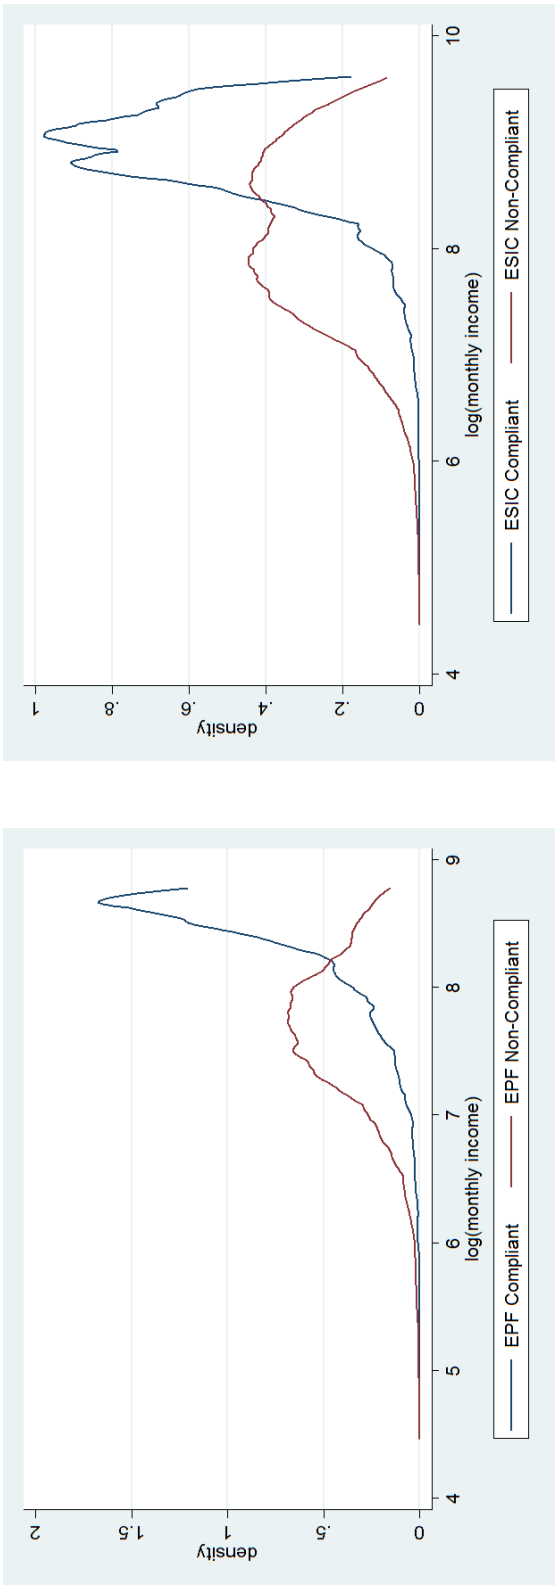 density
2
1.5
1
.5
0
4
5
6
7
8
9
log(monthly income)
EPF Compliant
EPF Non-Compliant
density
1
.8
.6
.4
.2
0
4
6
8
10
log(monthly income)
ESIC Compliant
ESIC Non-Compliant